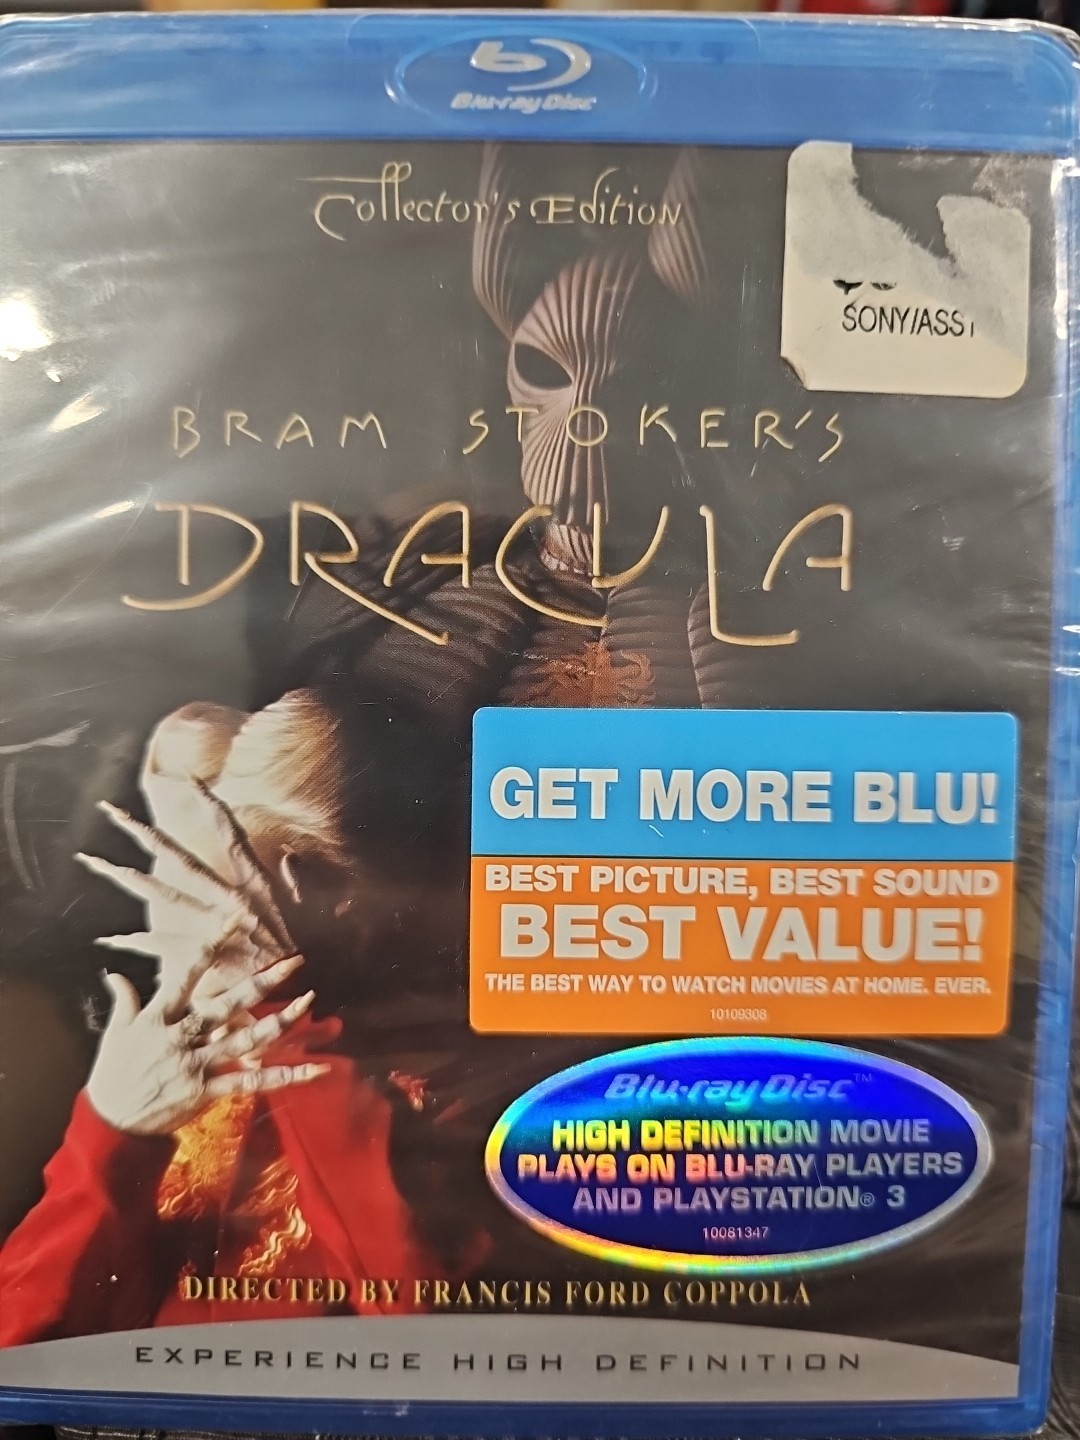 Blu-ray Disc
Collector's Edition
SONY/ASST
BRAM STOKER'S
DRACULA
GET MORE BLU!
BEST PICTURE, BEST SOUND
BEST VALUE!
THE BEST WAY TO WATCH MOVIES AT HOME. EVER.
10109308
Blu-ray Disc™
HIGH DEFINITION MOVIE
PLAYS ON BLU-RAY PLAYERS
AND PLAYSTATION® 3
10081347
DIRECTED BY FRANCIS FORD COPPOLA
EXPERIENCE HIGH DEFINITION